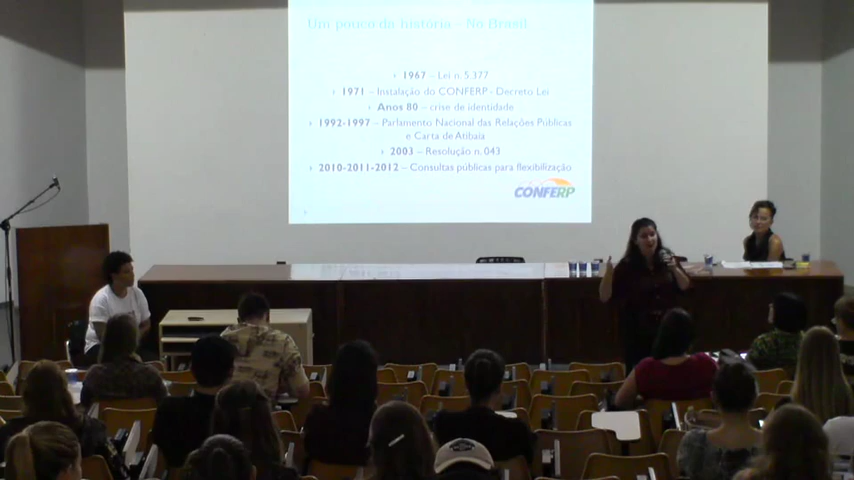 Um pouco da história - No Brasil
› 1967 – Lei n. 5.377
› 1971 – Instalação do CONFERP - Decreto Lei
› Anos 80 – crise de identidade
› 1992-1997 – Parlamento Nacional das Relações Públicas
e Carta de Atibaia
› 2003 – Resolução n. 043
› 2010-2011-2012 – Consultas públicas para flexibilização
CONFERP